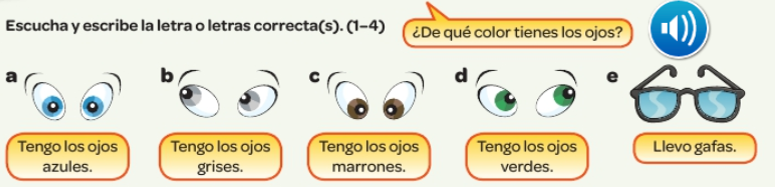 Escucha y escribe la letra o letras correcta(s). (1–4)
¿De qué color tienes los ojos?
a
b
c
d
e
Tengo los ojos
azules.
Tengo los ojos
grises.
Tengo los ojos
marrones.
Tengo los ojos
verdes.
Llevo gafas.